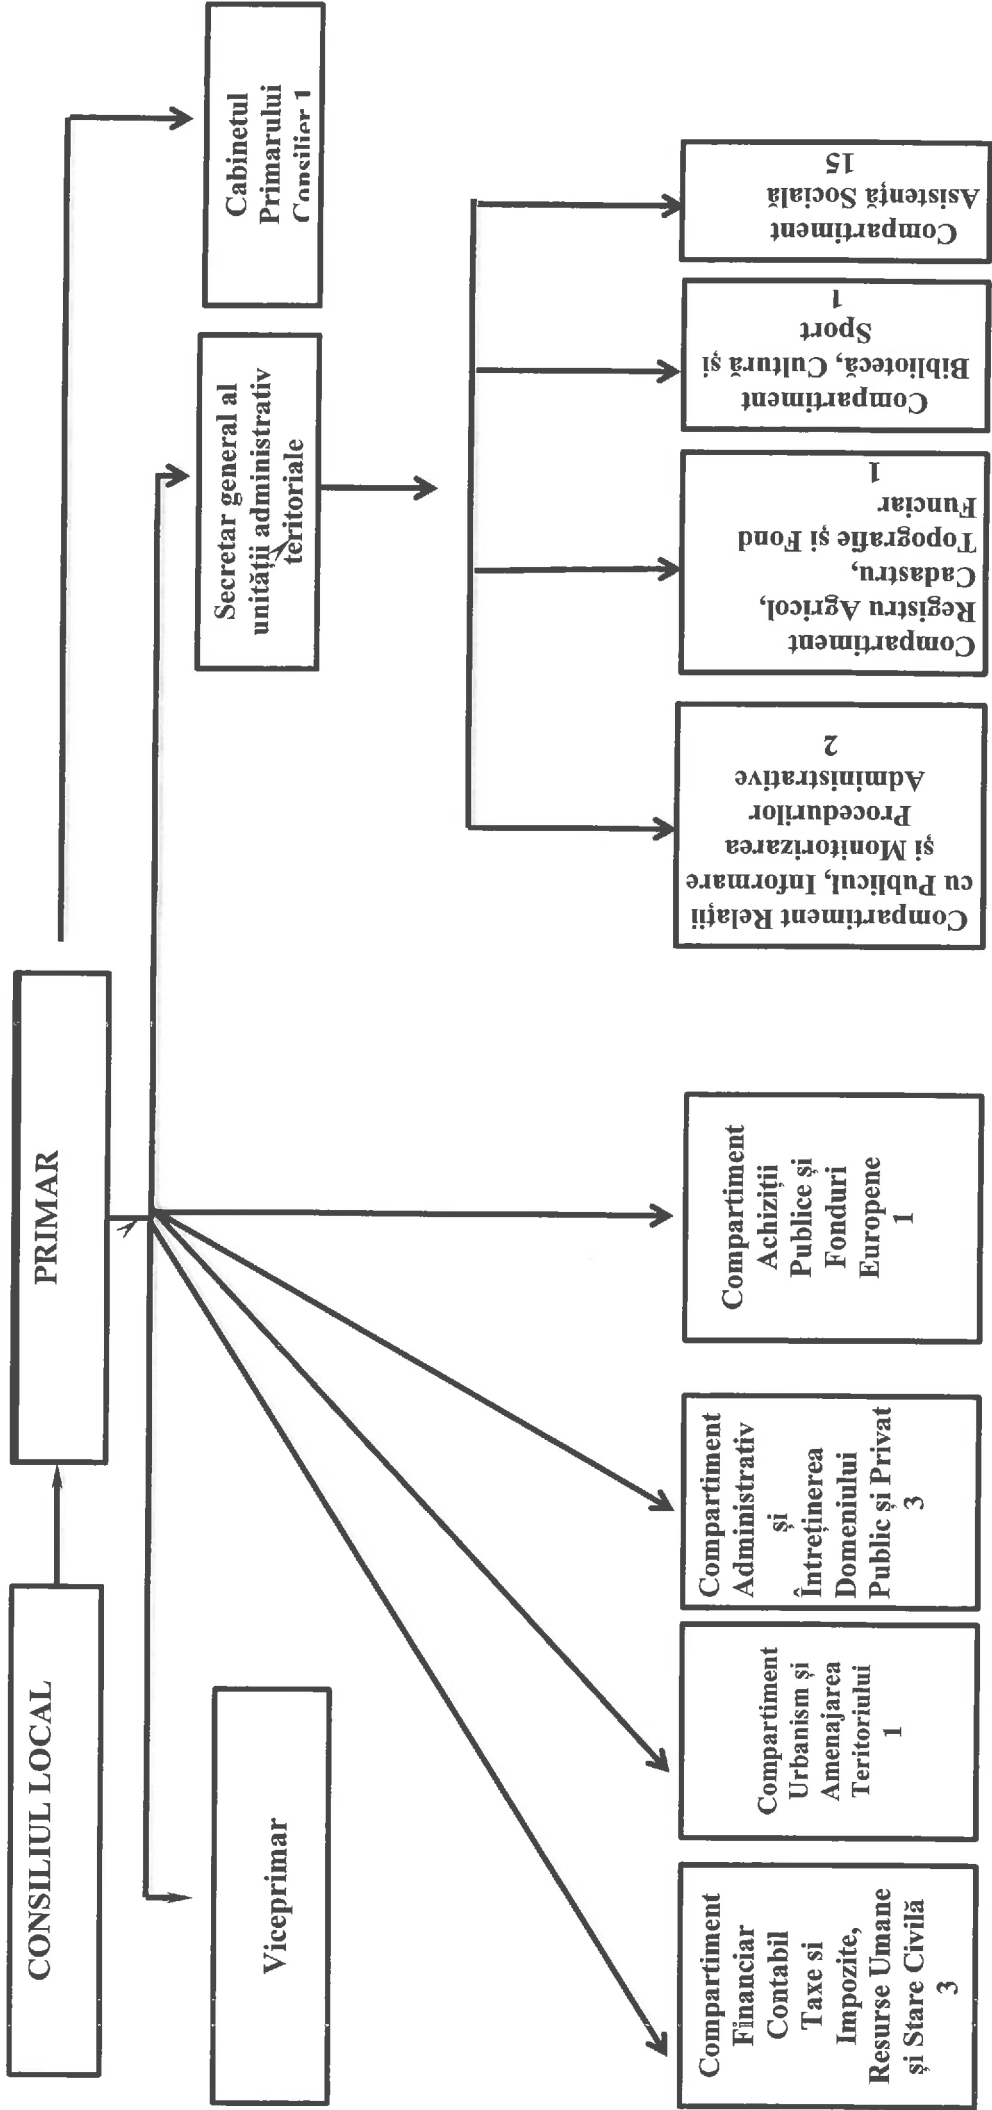 CONSILIUL LOCAL
PRIMAR
Viceprimar
Secretar general al
unității administrativ
teritoriale
Cabinetul
Primarului
Consilier 1
Compartiment
Financiar
Contabil
Taxe si
Impozite,
Resurse Umane
și Stare Civilă
3
Compartiment
Urbanism și
Amenajarea
Teritoriului
1
Compartiment
Administrativ
și
Întreținerea
Domeniului
Public și Privat
3
Compartiment
Achiziții
Publice și
Fonduri
Europene
1
Compartiment Relații
cu Publicul, Informare
și Monitorizarea
Procedurilor
Administrative
2
Compartiment
Registru Agricol,
Cadastru,
Topografie și Fond
Funciar
1
Compartiment
Bibliotecă, Cultură și
Sport
1
Compartiment
Asistență Socială
15